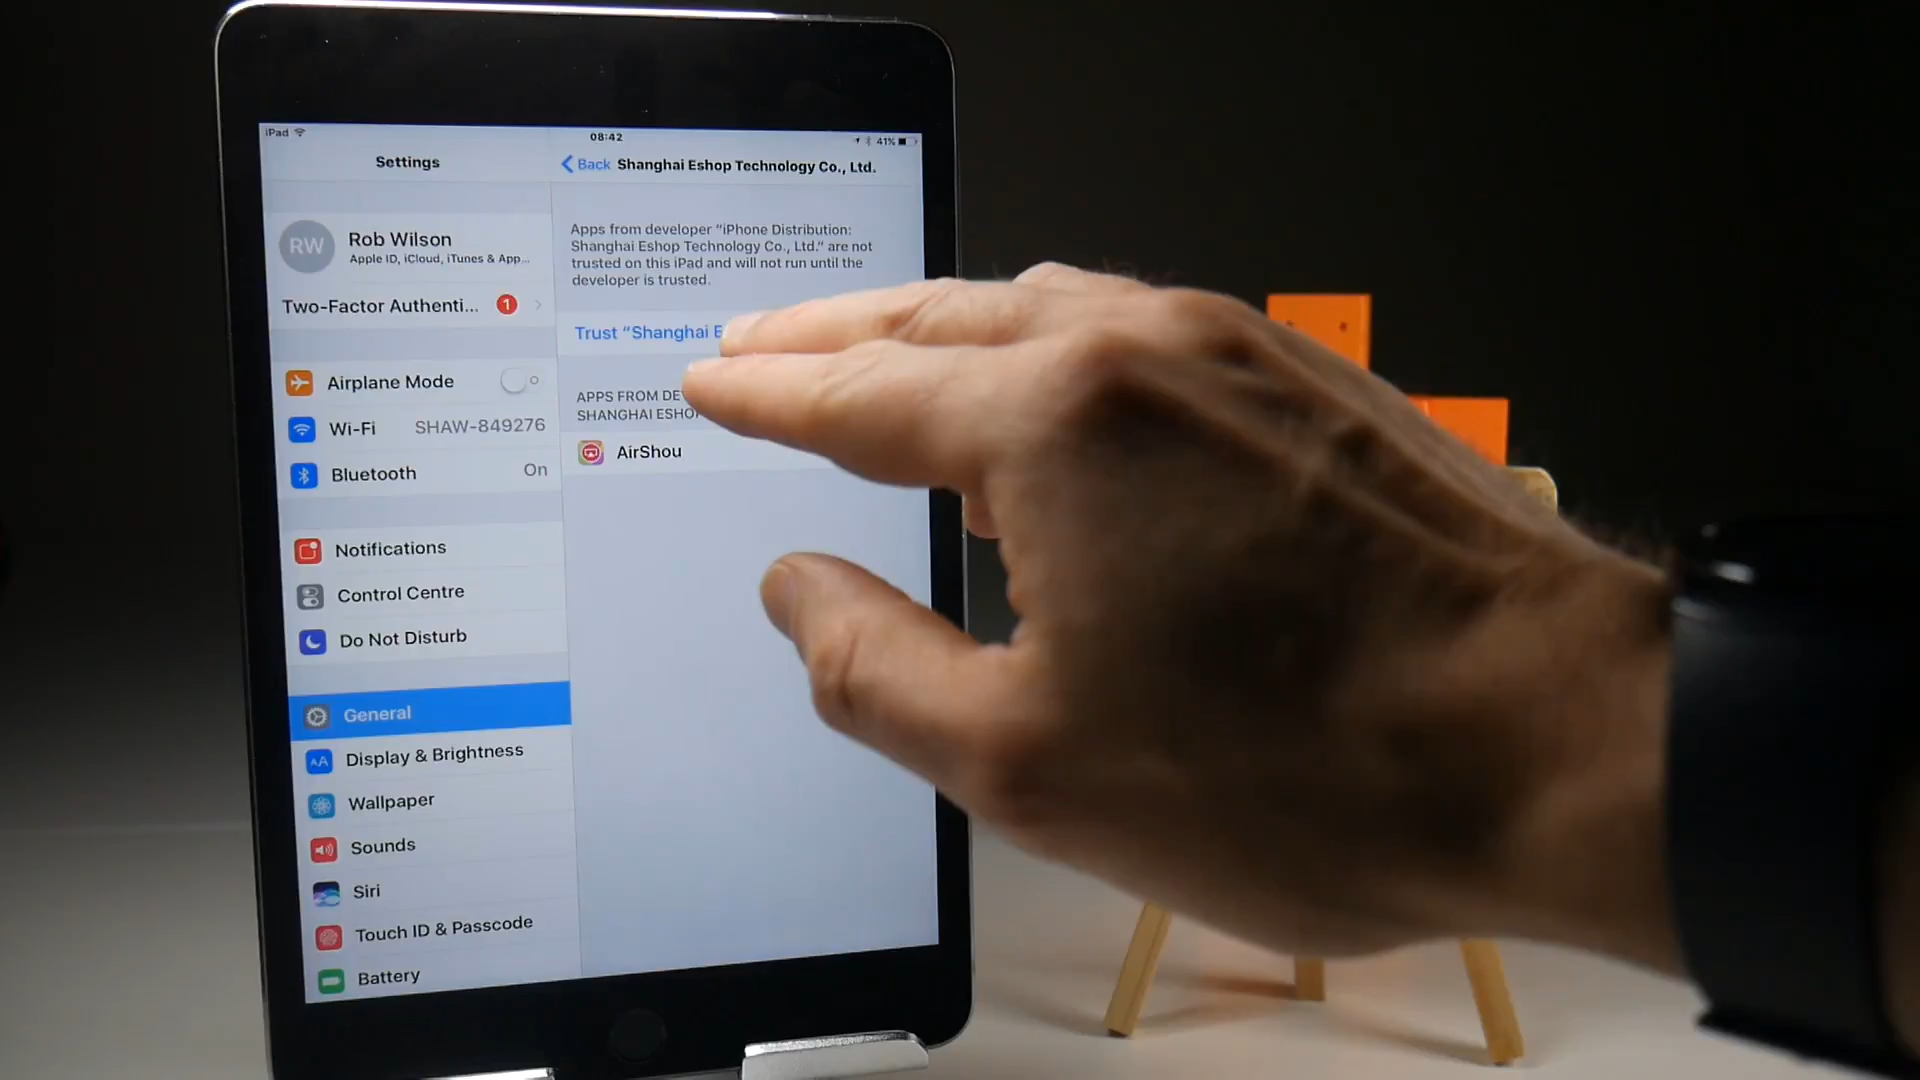 iPad
08:42
41%
Settings
Back Shanghai Eshop Technology Co., Ltd.
RW
Rob Wilson
Apple ID, iCloud, iTunes & App...
Two-Factor Authenti... 1
Airplane Mode
Wi-Fi SHAW-849276
Bluetooth On
Notifications
Control Centre
Do Not Disturb
General
AA Display & Brightness
Wallpaper
Sounds
Siri
Touch ID & Passcode
Battery
Apps from developer “iPhone Distribution:
Shanghai Eshop Technology Co., Ltd.” are not
trusted on this iPad and will not run until the
developer is trusted.
Trust “Shanghai E
APPS FROM DE
SHANGHAI ESHO
AirShou